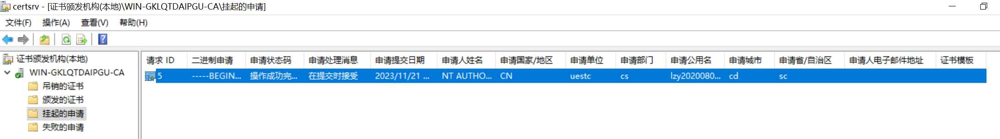 certsrv - [证书颁发机构(本地)\WIN-GKLQTDAIPGU-CA\挂起的申请]
文件(F) 操作(A) 查看(V) 帮助(H)
证书颁发机构(本地)
WIN-GKLQTDAIPGU-CA
吊销的证书
颁发的证书
挂起的申请
失败的申请
请求 ID 二进制申请 申请状态码 申请处理消息 申请提交日期 申请人姓名 申请国家/地区 申请单位 申请部门 申请公用名 申请城市 申请省/自治区 申请人电子邮件地址 证书模板
5 -----BEGIN... 操作成功完... 在提交时接受 2023/11/21 ... NT AUTHO... CN uestc cs lzy2020080... cd sc